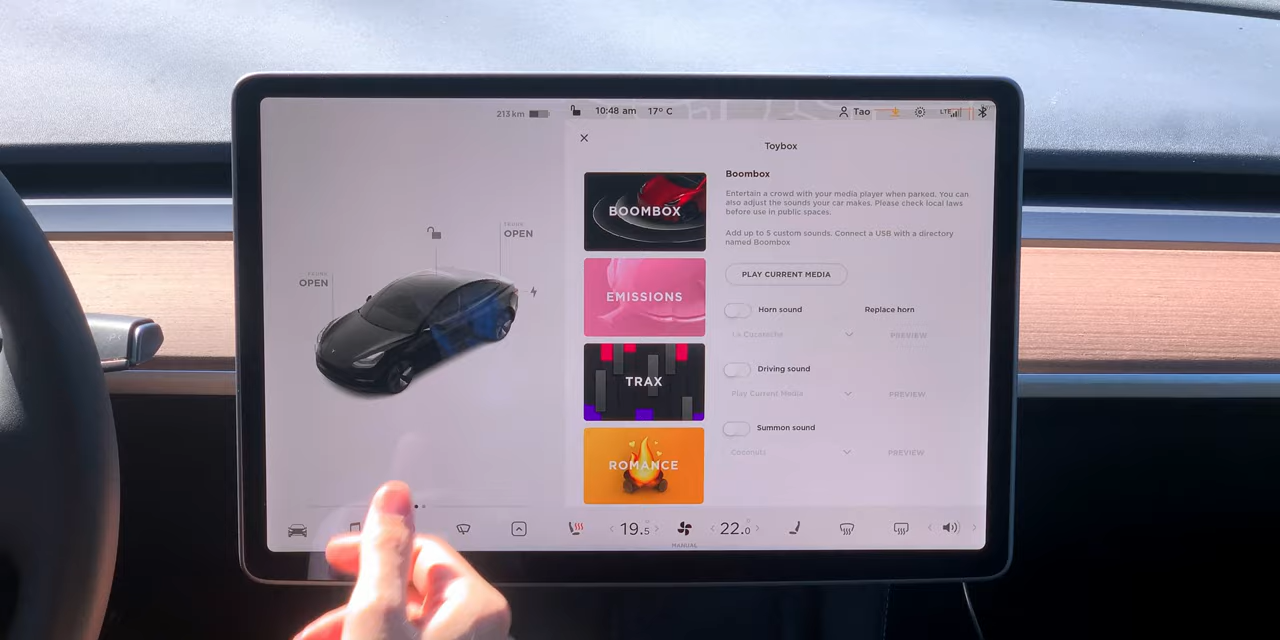 213 km
10:48 am
17° C
Tao
LTE
Toybox
FRUNK
OPEN
TRUNK
OPEN
BOOMBOX
EMISSIONS
TRAX
ROMANCE
Boombox
Entertain a crowd with your media player when parked. You can
also adjust the sounds your car makes. Please check local laws
before use in public spaces.
Add up to 5 custom sounds. Connect a USB with a directory
named Boombox
PLAY CURRENT MEDIA
Horn sound
Replace horn
La Cucaracha
PREVIEW
Driving sound
Play Current Media
PREVIEW
Summon sound
Coconuts
PREVIEW
19.5
MANUAL
22.0